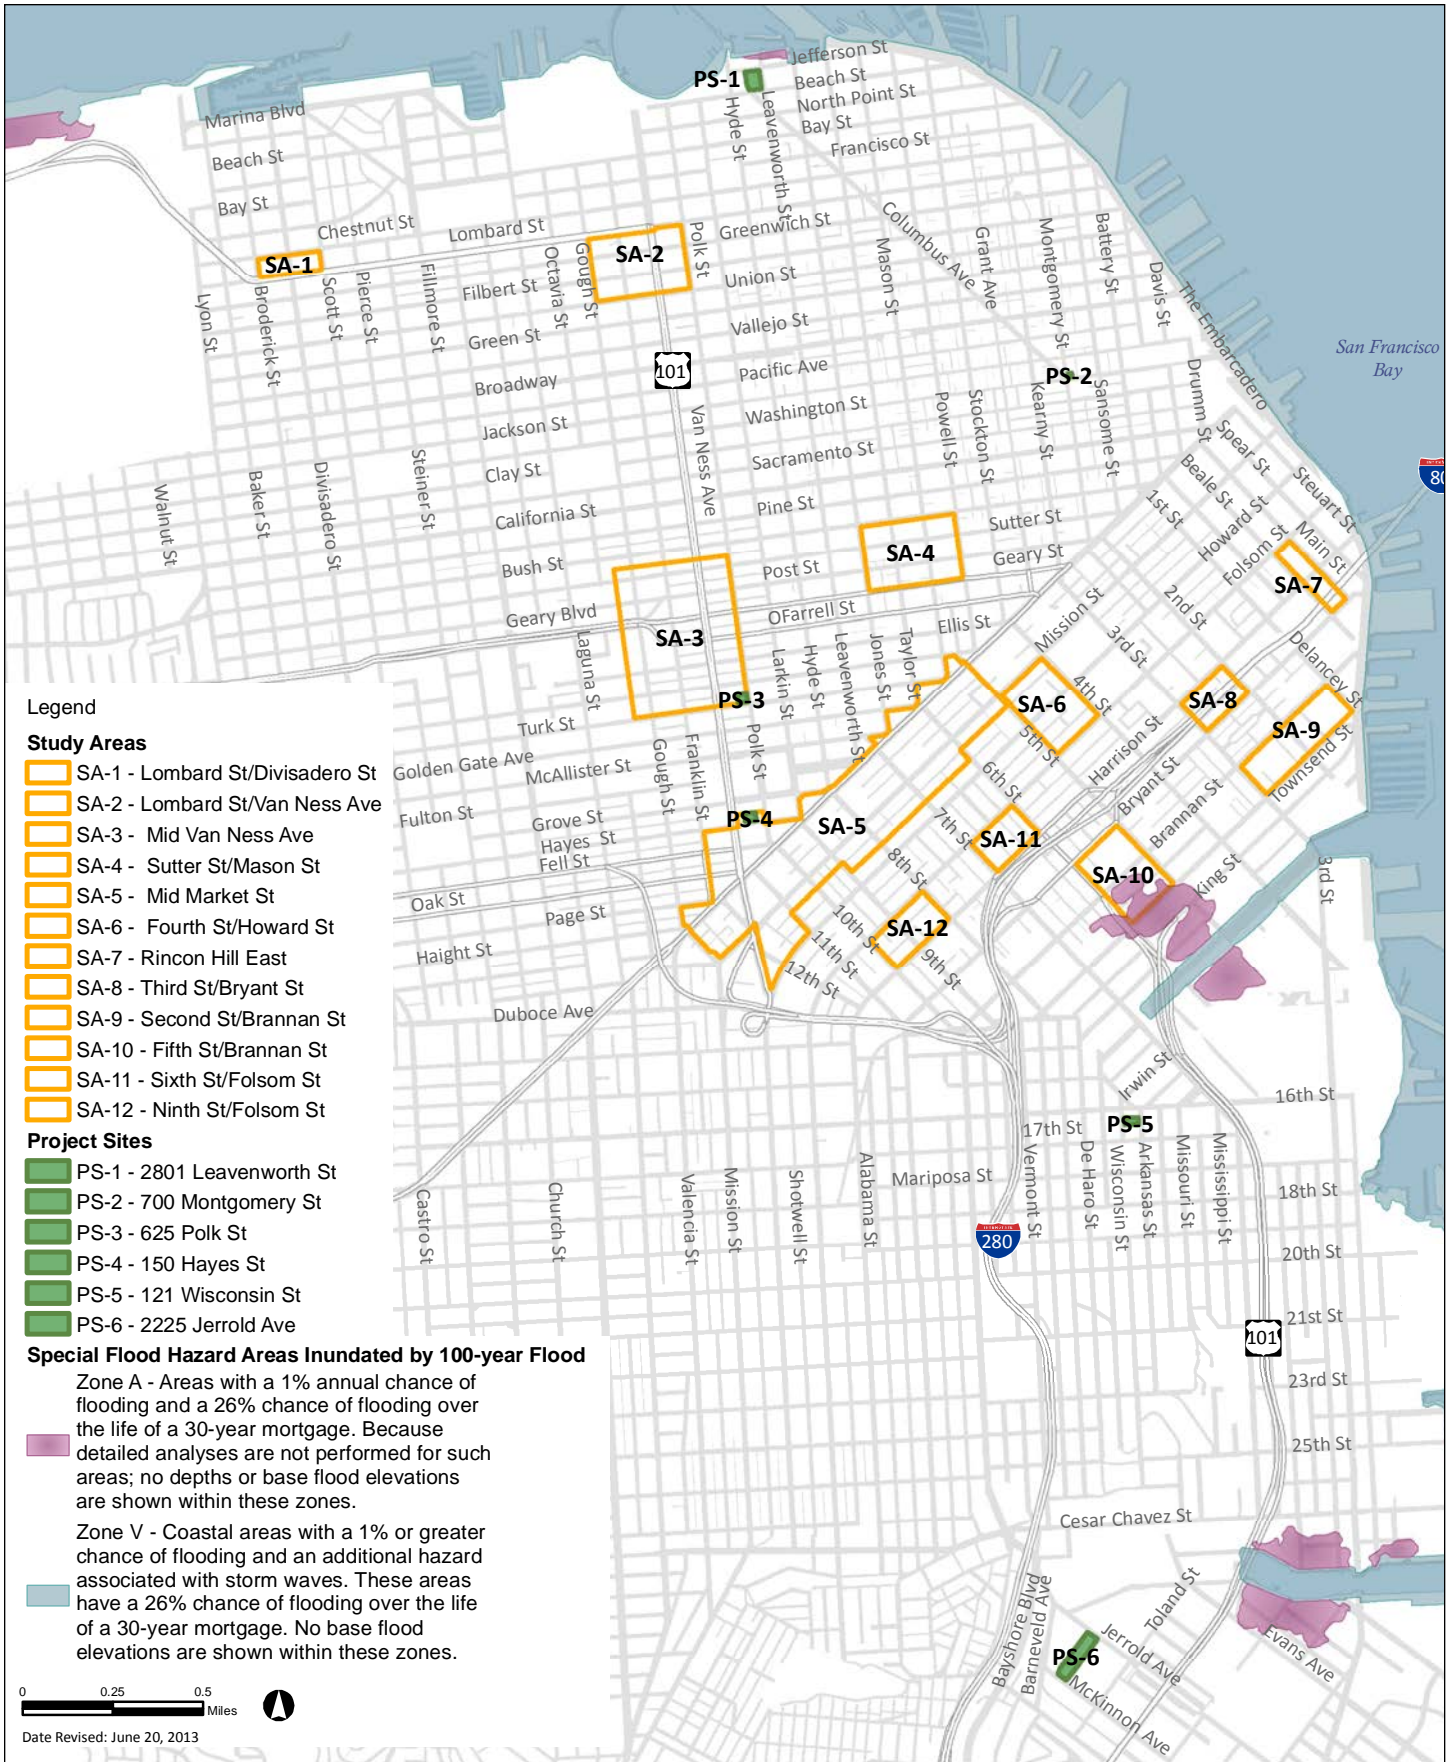 Jefferson St
PS-1
Beach St
North Point St
Bay St
Hyde St
Leavenworth St
Francisco St
Marina Blvd
Beach St
Bay St
Chestnut St
Lombard St
Greenwich St
Columbus Ave
SA-1
SA-2
Polk St
Union St
Mason St
Grant Ave
Montgomery St
Battery St
Davis St
The Embarcadero
Lyon St
Broderick St
Scott St
Pierce St
Fillmore St
Filbert St
Octavia St
Gough St
Green St
Vallejo St
San Francisco
Bay
101
Pacific Ave
PS-2
Broadway
Van Ness Ave
Washington St
Powell St
Stockton St
Kearny St
Sansome St
Drumm St
Jackson St
Sacramento St
Spear St
Steuart St
Beale St
80
Clay St
Walnut St
Baker St
Divisadero St
Steiner St
California St
Pine St
Sutter St
1st St
Howard St
Folsom St
Main St
Bush St
Post St
SA-4
Geary St
SA-7
Geary Blvd
OFarrell St
Ellis St
Mission St
2nd St
3rd St
Delancey St
SA-3
Laguna St
Larkin St
Hyde St
Leavenworth St
Jones St
Taylor St
4th St
SA-6
SA-8
SA-9
PS-3
Turk St
5th St
Harrison St
Townsend St
Golden Gate Ave
McAllister St
Gough St
Franklin St
Polk St
6th St
Bryant St
Brannan St
Fulton St
Grove St
PS-4
SA-5
7th St
SA-11
Hayes St
Fell St
8th St
SA-10
King St
3rd St
Oak St
Page St
10th St
SA-12
Haight St
11th St
9th St
12th St
Duboce Ave
Irwin St
16th St
17th St
PS-5
Castro St
Church St
Valencia St
Mission St
Shotwell St
Alabama St
Mariposa St
Vermont St
De Haro St
Wisconsin St
Arkansas St
Missouri St
Mississippi St
18th St
280
20th St
21st St
101
23rd St
25th St
Cesar Chavez St
Bayshore Blvd
Barneveld Ave
Toland St
Jerrold Ave
Evans Ave
PS-6
McKinnon Ave
Legend
Study Areas
SA-1 - Lombard St/Divisadero St
SA-2 - Lombard St/Van Ness Ave
SA-3 - Mid Van Ness Ave
SA-4 - Sutter St/Mason St
SA-5 - Mid Market St
SA-6 - Fourth St/Howard St
SA-7 - Rincon Hill East
SA-8 - Third St/Bryant St
SA-9 - Second St/Brannan St
SA-10 - Fifth St/Brannan St
SA-11 - Sixth St/Folsom St
SA-12 - Ninth St/Folsom St
Project Sites
PS-1 - 2801 Leavenworth St
PS-2 - 700 Montgomery St
PS-3 - 625 Polk St
PS-4 - 150 Hayes St
PS-5 - 121 Wisconsin St
PS-6 - 2225 Jerrold Ave
Special Flood Hazard Areas Inundated by 100-year Flood
Zone A - Areas with a 1% annual chance of
flooding and a 26% chance of flooding over
the life of a 30-year mortgage. Because
detailed analyses are not performed for such
areas; no depths or base flood elevations
are shown within these zones.
Zone V - Coastal areas with a 1% or greater
chance of flooding and an additional hazard
associated with storm waves. These areas
have a 26% chance of flooding over the life
of a 30-year mortgage. No base flood
elevations are shown within these zones.
0 0.25 0.5
Miles
Date Revised: June 20, 2013